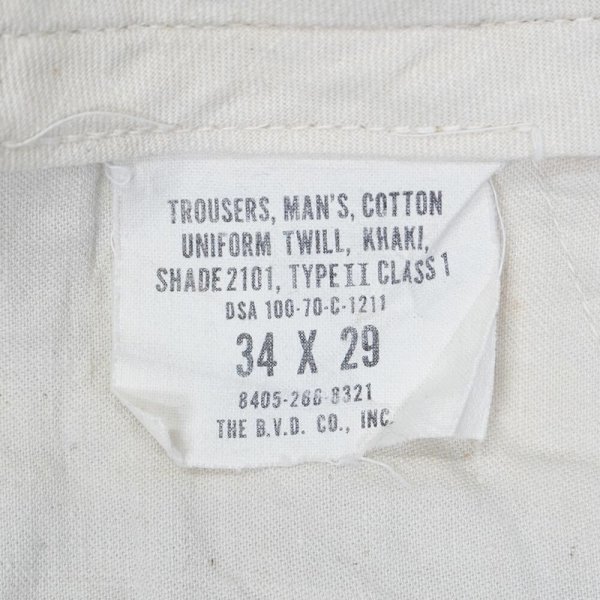 TROUSERS, MAN'S, COTTON
UNIFORM TWILL, KHAKI,
SHADE 2101, TYPE II CLASS 1
DSA 100-70-C-1211
34 X 29
8405-266-8321
THE B.V.D. CO., INC.